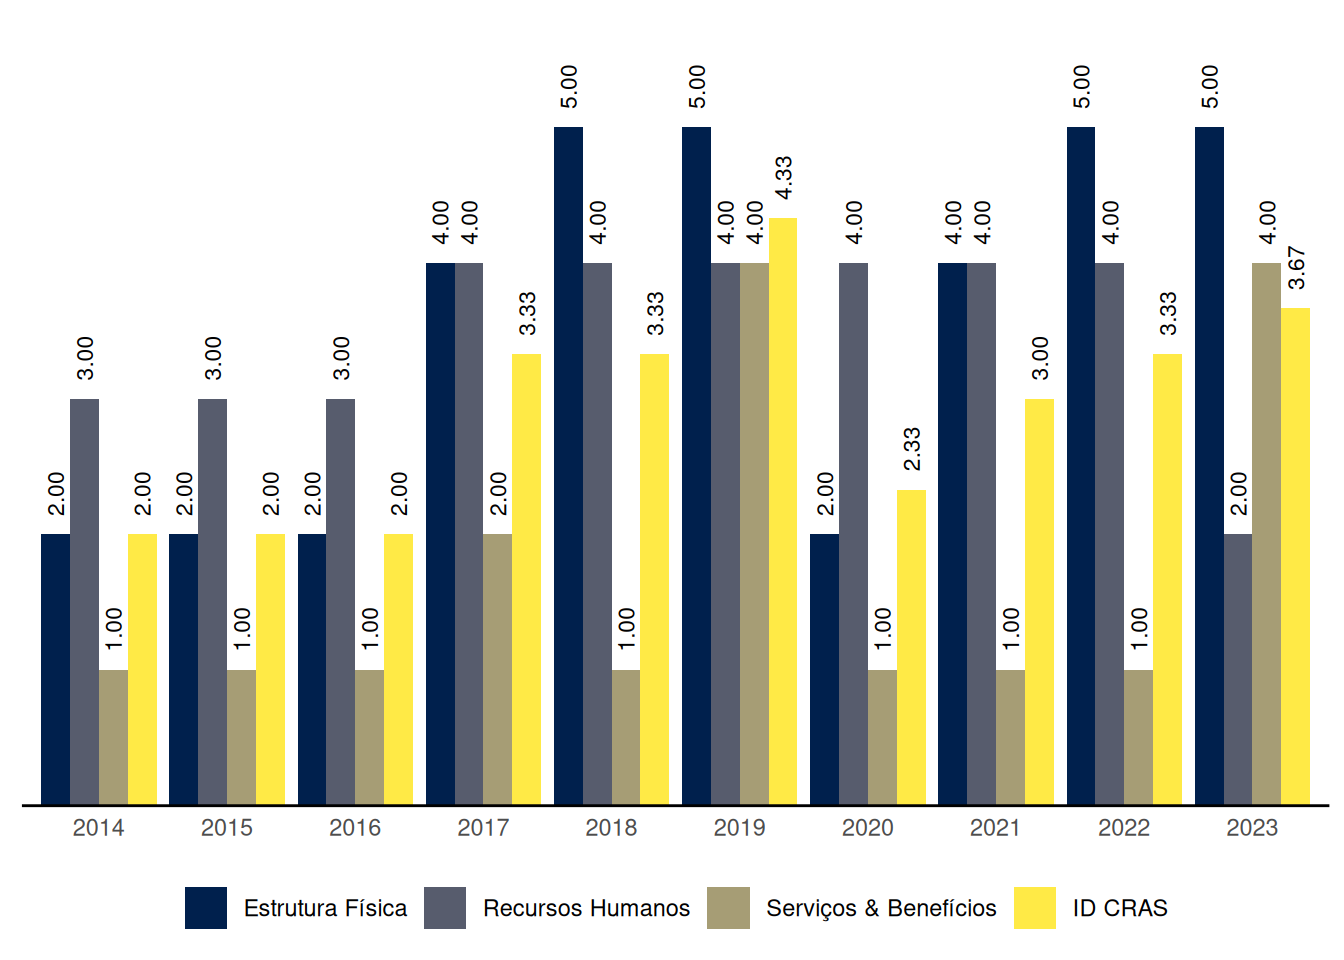 5.00 5.00 5.00 5.00
4.33
4.00 4.00 4.00 4.00 4.00 4.00 4.00 4.00 4.00 4.00
3.67
3.33 3.33 3.33
3.00 3.00 3.00 3.00
2.33
2.00 2.00 2.00 2.00 2.00 2.00 2.00 2.00 2.00
1.00 1.00 1.00 1.00 1.00 1.00 1.00
2014 2015 2016 2017 2018 2019 2020 2021 2022 2023
Estrutura Física Recursos Humanos Serviços & Benefícios ID CRAS